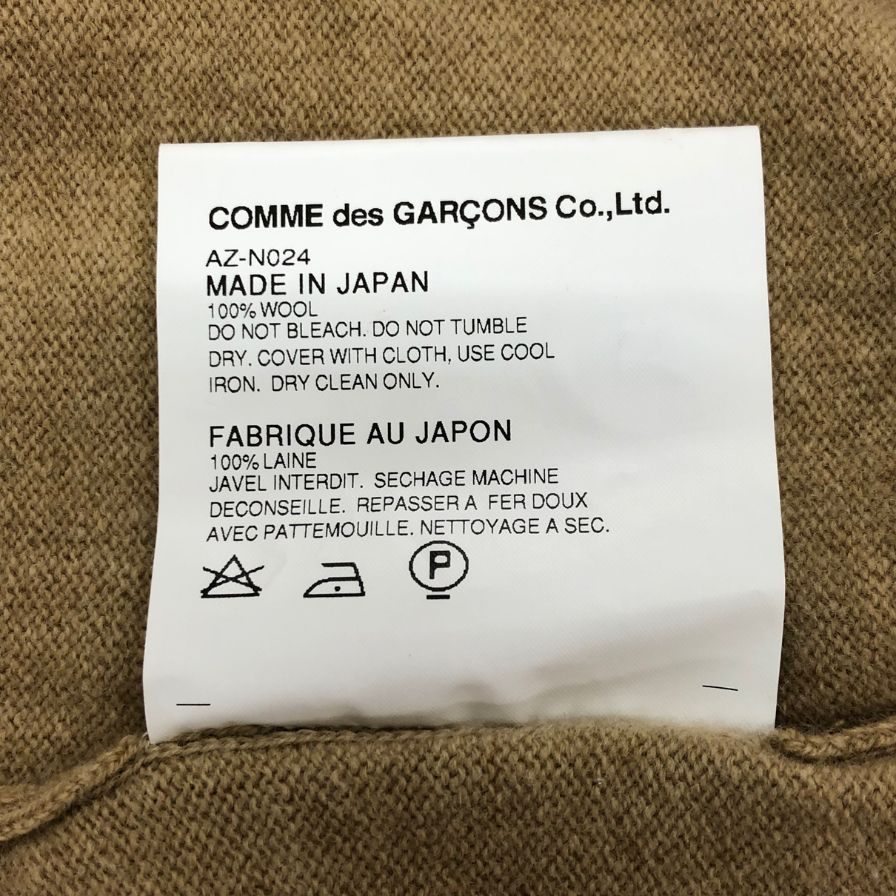 COMME des GARÇONS Co.,Ltd.
AZ-N024
MADE IN JAPAN
100% WOOL
DO NOT BLEACH. DO NOT TUMBLE
DRY. COVER WITH CLOTH, USE COOL
IRON. DRY CLEAN ONLY.
FABRIQUE AU JAPON
100% LAINE
JAVEL INTERDIT. SECHAGE MACHINE
DECONSEILLE. REPASSER A FER DOUX
AVEC PATTEMOUILLE. NETTOYAGE A SEC.
P